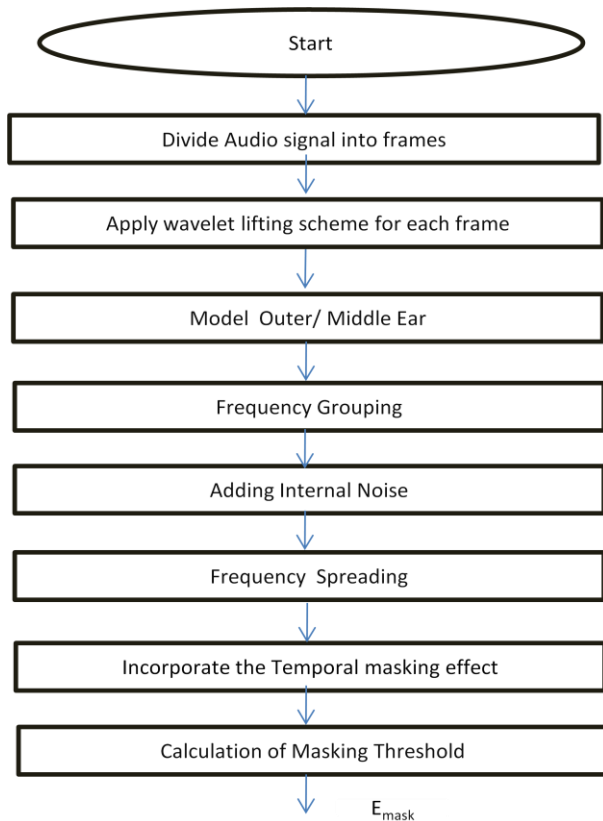 Start
Divide Audio signal into frames
Apply wavelet lifting scheme for each frame
Model Outer/ Middle Ear
Frequency Grouping
Adding Internal Noise
Frequency Spreading
Incorporate the Temporal masking effect
Calculation of Masking Threshold
E_mask